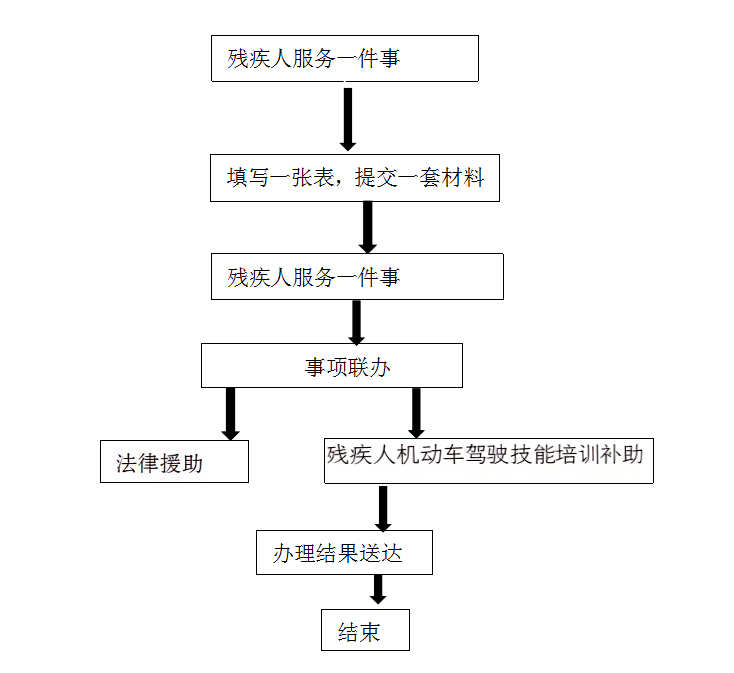 残疾人服务一件事
填写一张表，提交一套材料
残疾人服务一件事
事项联办
法律援助
残疾人机动车驾驶技能培训补助
办理结果送达
结束